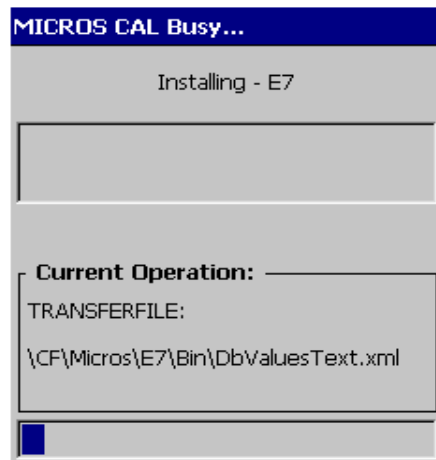 MICROS CAL Busy...
Installing - E7
Current Operation:
TRANSFERFILE:
\CF\Micros\E7\Bin\DbValuesText.xml